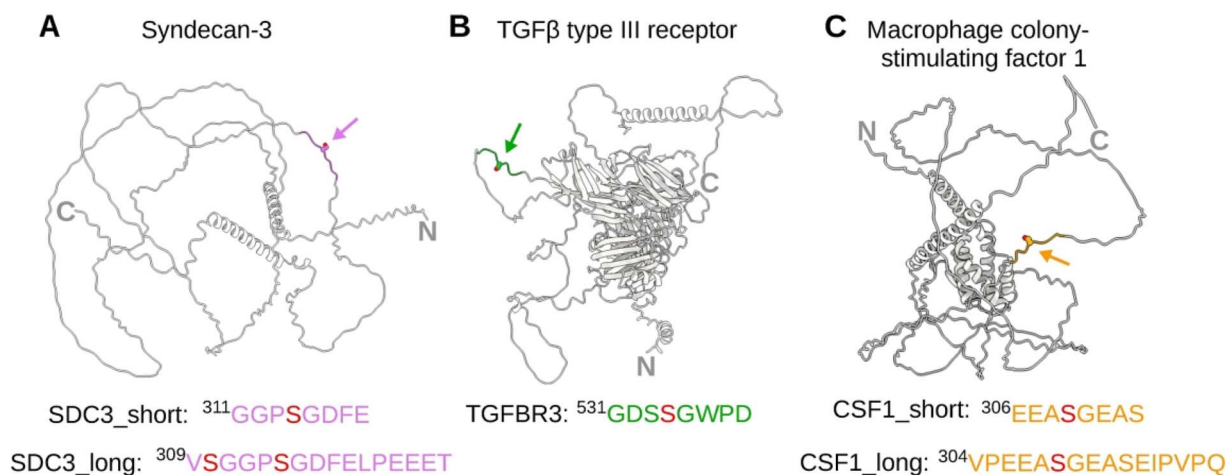 A Syndecan-3
B TGFβ type III receptor
C Macrophage colony-
stimulating factor 1
C
N
C
N
N
C
SDC3_short: 311GGPSGDFE
SDC3_long: 309VSGGPSGDFELPEEET
TGFBR3: 531GDSSGWPD
CSF1_short: 306EEASGEAS
CSF1_long: 304VPEEASGEASEIPVPQ